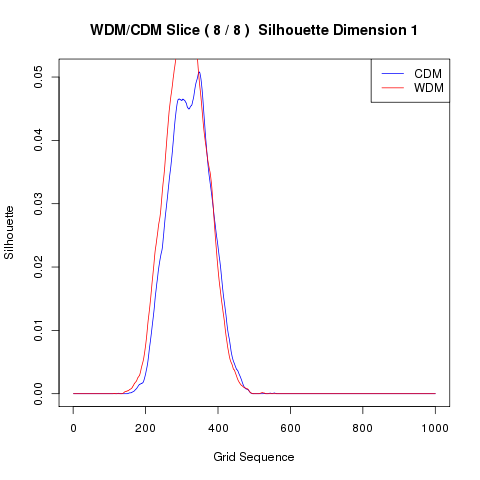 WDM/CDM Slice ( 8 / 8 )  Silhouette Dimension 1
CDM
WDM
Silhouette
0.05
0.04
0.03
0.02
0.01
0.00
0 200 400 600 800 1000
Grid Sequence